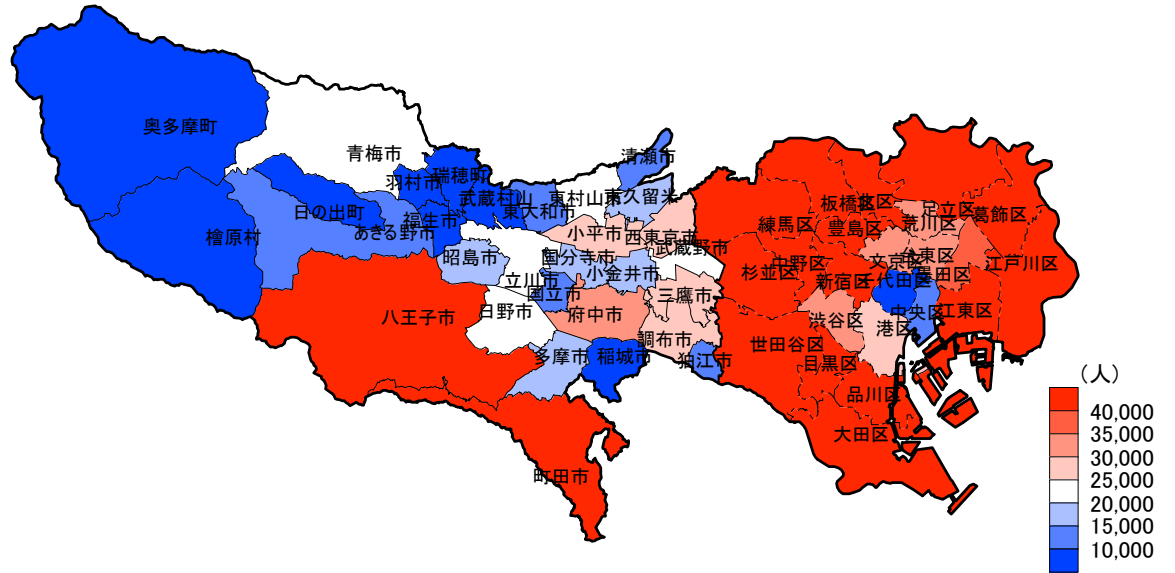 奥多摩町
青梅市
羽村市
瑞穂町
武蔵村山
東村山市
清瀬市
東久留米
東大和市
日の出町
福生市
あきる野市
檜原村
昭島市
小平市
西東京市
武蔵野市
国分寺市
小金井市
立川市
国立市
三鷹市
日野市
府中市
八王子市
調布市
多摩市
稲城市
狛江市
町田市
板橋区
北区
足立区
葛飾区
練馬区
豊島区
荒川区
中野区
文京区
台東区
墨田区
江戸川区
杉並区
新宿区
千代田区
渋谷区
港区
中央区
江東区
世田谷区
目黒区
品川区
大田区
（人）
40,000
35,000
30,000
25,000
20,000
15,000
10,000